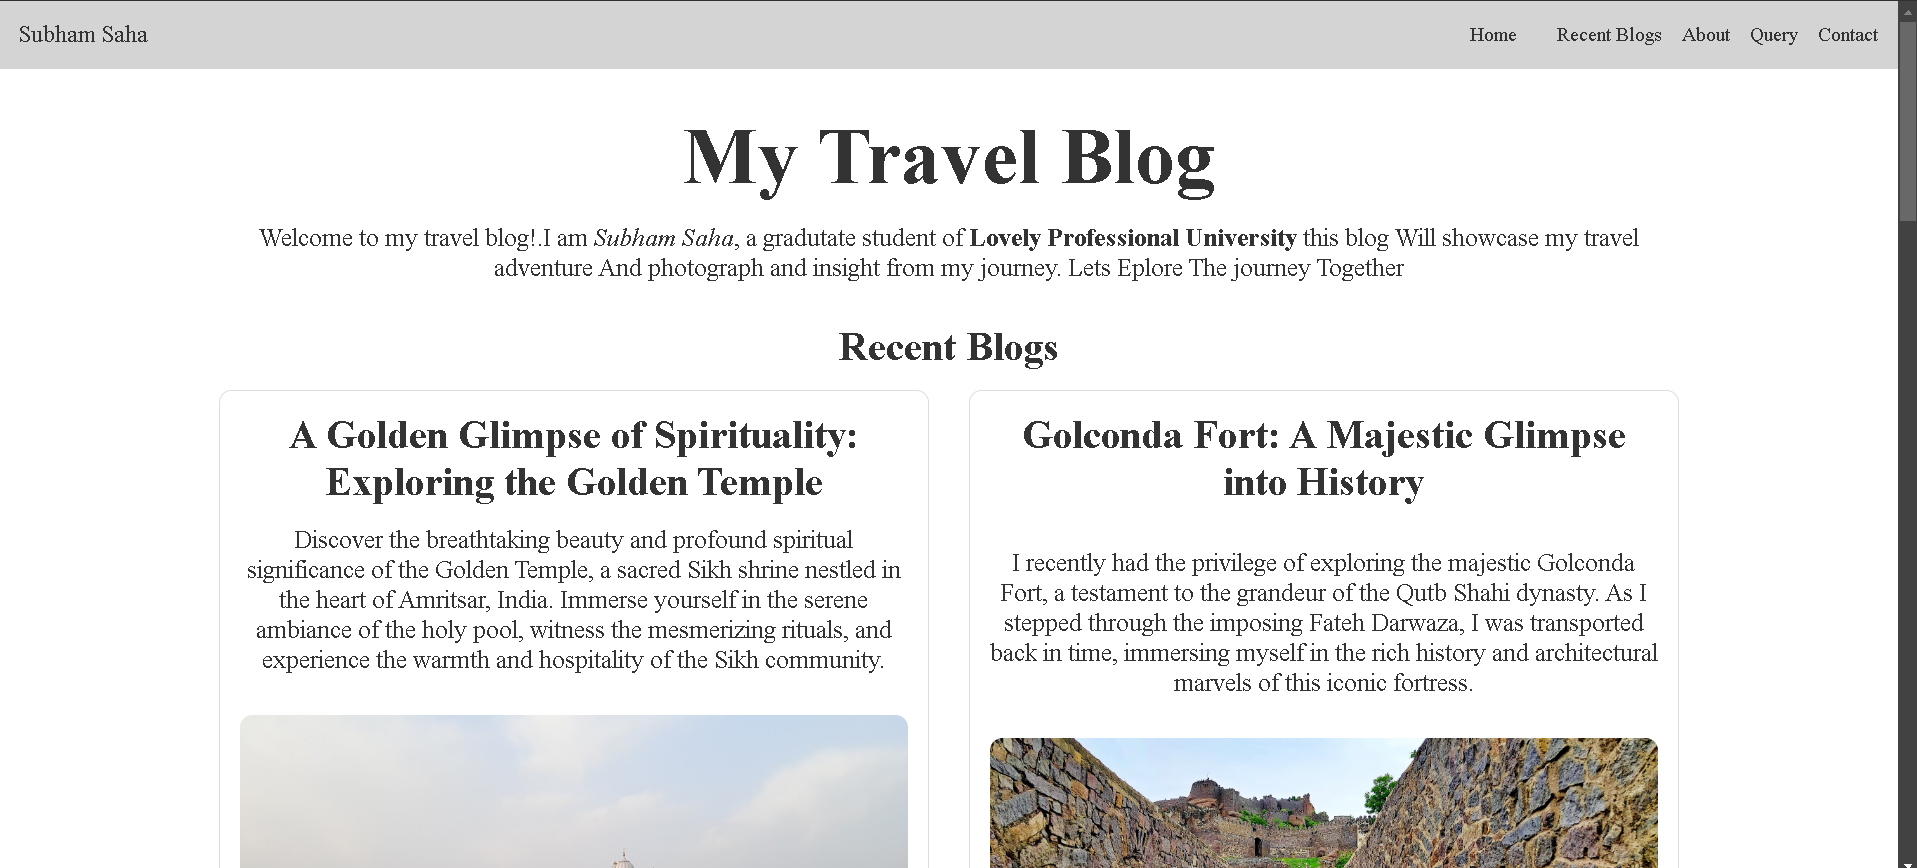 Subham Saha
Home Recent Blogs About Query Contact
My Travel Blog
Welcome to my travel blog!.I am Subham Saha, a gradutate student of Lovely Professional University this blog Will showcase my travel
adventure And photograph and insight from my journey. Lets Eplore The journey Together
Recent Blogs
A Golden Glimpse of Spirituality:
Exploring the Golden Temple
Discover the breathtaking beauty and profound spiritual
significance of the Golden Temple, a sacred Sikh shrine nestled in
the heart of Amritsar, India. Immerse yourself in the serene
ambiance of the holy pool, witness the mesmerizing rituals, and
experience the warmth and hospitality of the Sikh community.
Golconda Fort: A Majestic Glimpse
into History
I recently had the privilege of exploring the majestic Golconda
Fort, a testament to the grandeur of the Qutb Shahi dynasty. As I
stepped through the imposing Fateh Darwaza, I was transported
back in time, immersing myself in the rich history and architectural
marvels of this iconic fortress.